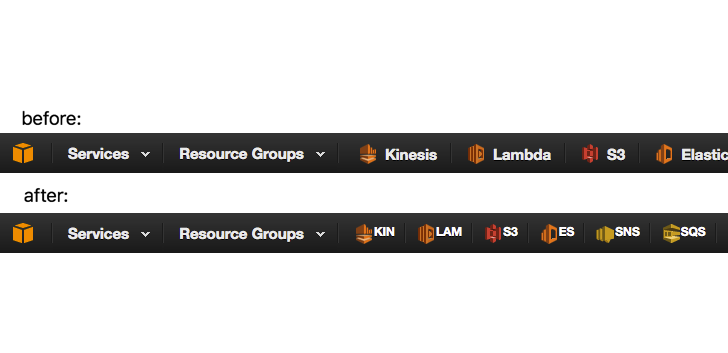 before:
Services Resource Groups Kinesis Lambda S3 Elastic
after:
Services Resource Groups KIN LAM S3 ES SNS SQS